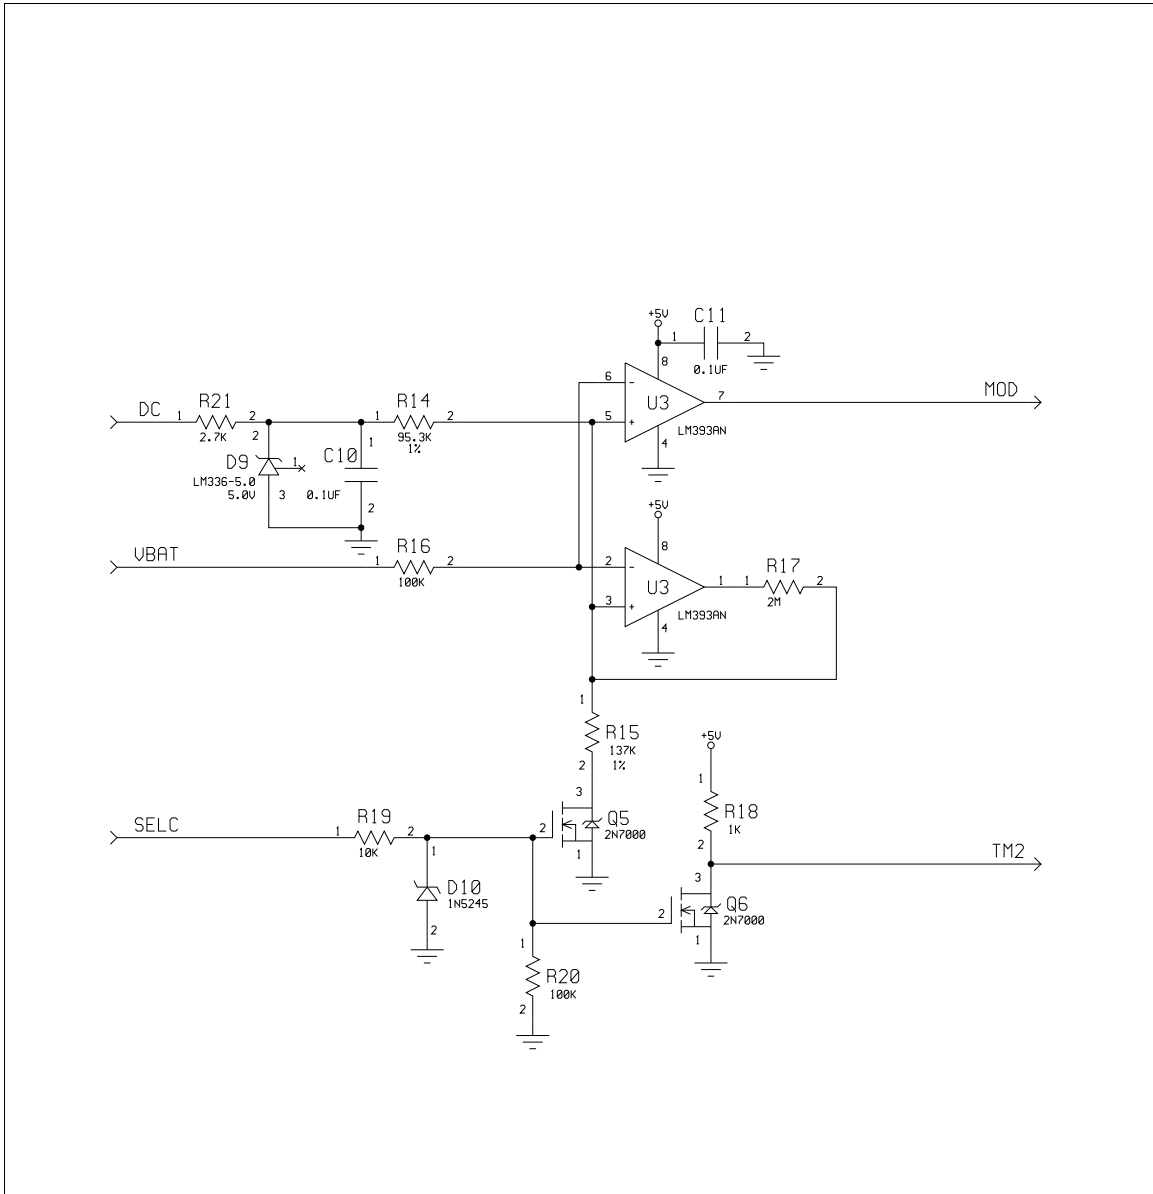 +5V
C11
1 2
8
0.1UF
6 -
U3
7
MOD
DC
1 R21 2
2.7K
1 R14 2
95.3K
1%
5 +
LM393AN
4
2
1
D9
1
C10
LM336-5.0
5.0V
3
0.1UF
2
+5V
8
VBAT
1 R16 2
100K
2 -
U3
1
1 R17 2
2M
3 +
LM393AN
4
1
R15
137K
1%
2
+5V
1
R18
1K
2
SELC
1 R19 2
10K
3
2
Q5
2N7000
1
TM2
1
D10
1N5245
2
3
2
Q6
2N7000
1
1
R20
100K
2